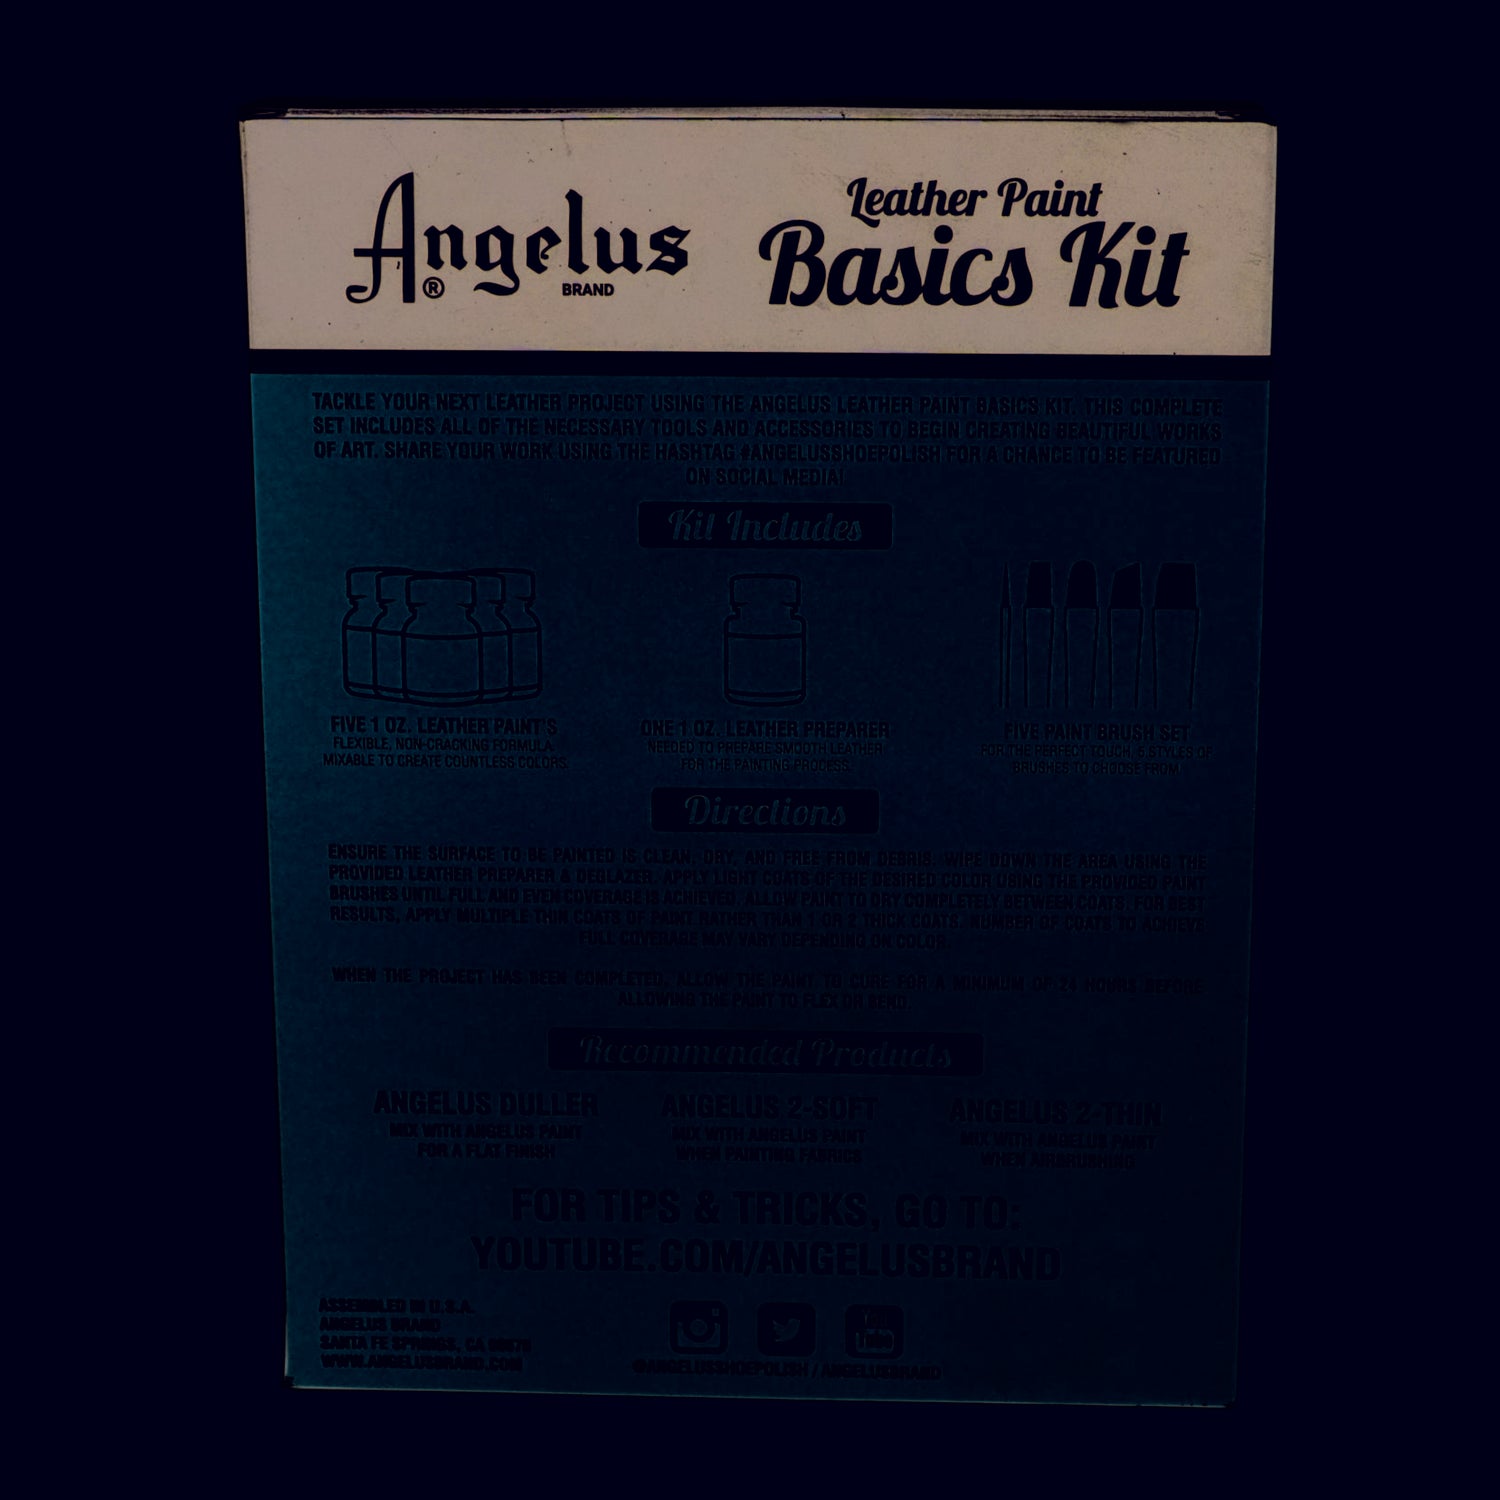 Angelus
® BRAND
Leather Paint
Basics Kit
TACKLE YOUR NEXT LEATHER PROJECT USING THE ANGELUS LEATHER PAINT BASICS KIT. THIS COMPLETE
SET INCLUDES ALL OF THE NECESSARY TOOLS AND ACCESSORIES TO BEGIN CREATING BEAUTIFUL WORKS
OF ART. SHARE YOUR WORK USING THE HASHTAG #ANGELUSSHOEPOLISH FOR A CHANCE TO BE FEATURED
ON SOCIAL MEDIA!
Kit Includes
FIVE 1 OZ. LEATHER PAINT'S
FLEXIBLE, NON-CRACKING FORMULA.
MIXABLE TO CREATE COUNTLESS COLORS.
ONE 1 OZ. LEATHER PREPARER
NEEDED TO PREPARE SMOOTH LEATHER
FOR THE PAINTING PROCESS.
FIVE PAINT BRUSH SET
FOR THE PERFECT TOUCH, 5 STYLES OF
BRUSHES TO CHOOSE FROM.
Directions
ENSURE THE SURFACE TO BE PAINTED IS CLEAN, DRY, AND FREE FROM DEBRIS. WIPE DOWN THE AREA USING THE
PROVIDED LEATHER PREPARER & DEGLAZER. APPLY LIGHT COATS OF THE DESIRED COLOR USING THE PROVIDED PAINT
BRUSHES UNTIL FULL AND EVEN COVERAGE IS ACHIEVED. ALLOW PAINT TO DRY COMPLETELY BETWEEN COATS. FOR BEST
RESULTS, APPLY MULTIPLE THIN COATS OF PAINT RATHER THAN 1 OR 2 THICK COATS. NUMBER OF COATS TO ACHIEVE
FULL COVERAGE MAY VARY DEPENDING ON COLOR.
WHEN THE PROJECT HAS BEEN COMPLETED, ALLOW THE PAINT TO CURE FOR A MINIMUM OF 24 HOURS BEFORE
ALLOWING THE PAINT TO FLEX OR BEND.
Recommended Products
ANGELUS DULLER
MIX WITH ANGELUS PAINT
FOR A FLAT FINISH
ANGELUS 2-SOFT
MIX WITH ANGELUS PAINT
WHEN PAINTING FABRICS
ANGELUS 2-THIN
MIX WITH ANGELUS PAINT
WHEN AIRBRUSHING
FOR TIPS & TRICKS, GO TO:
YOUTUBE.COM/ANGELUSBRAND
ASSEMBLED IN U.S.A.
ANGELUS BRAND
SANTA FE SPRINGS, CA 90670
WWW.ANGELUSBRAND.COM
You Tube
@ANGELUSSHOEPOLISH / ANGELUSBRAND